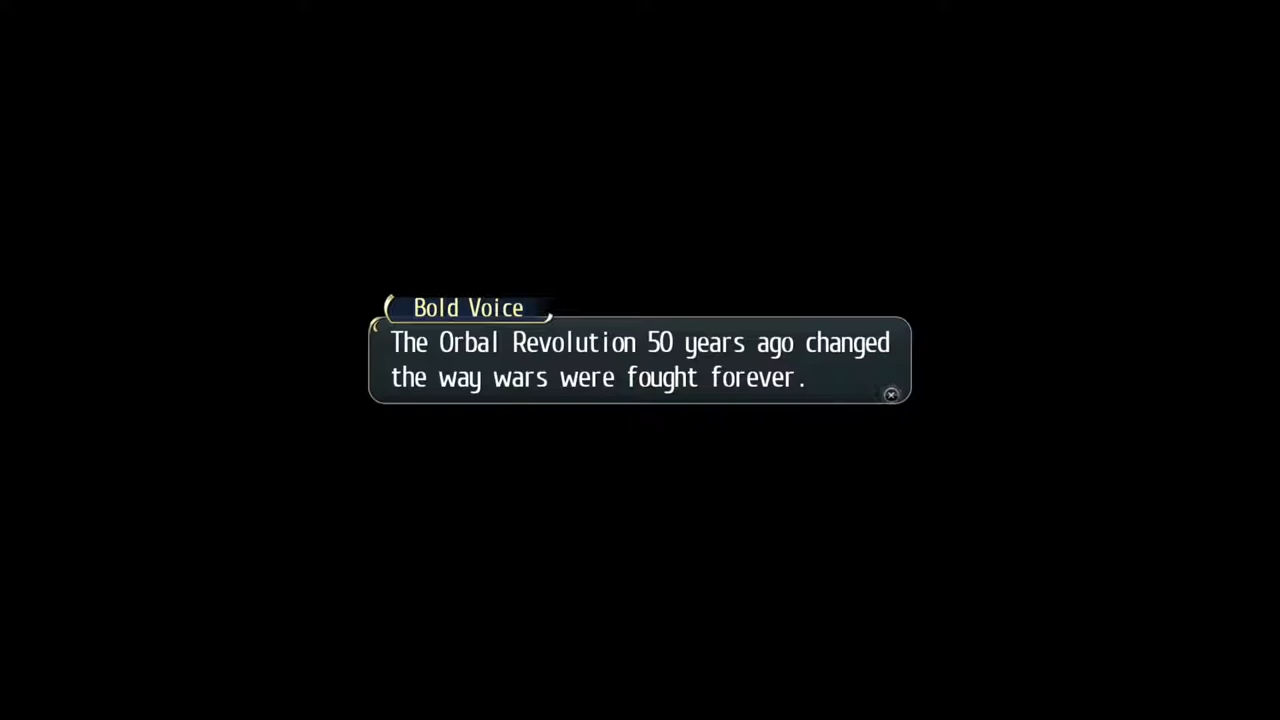 Bold Voice
The Orbal Revolution 50 years ago changed
the way wars were fought forever.